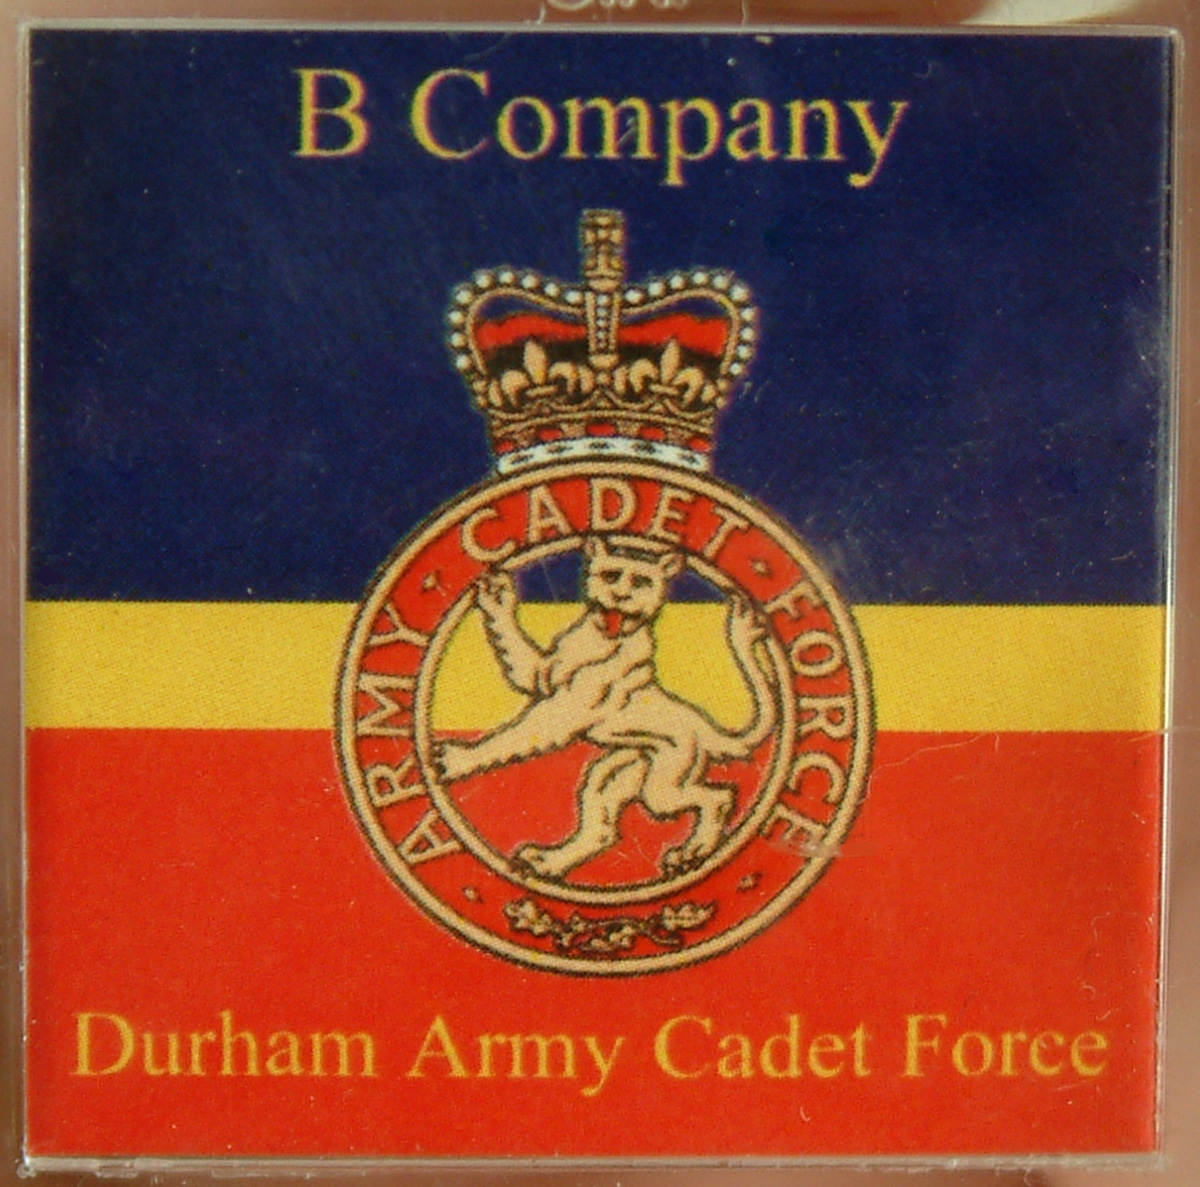 B Company
ARMY CADET FORCE
Durham Army Cadet Force